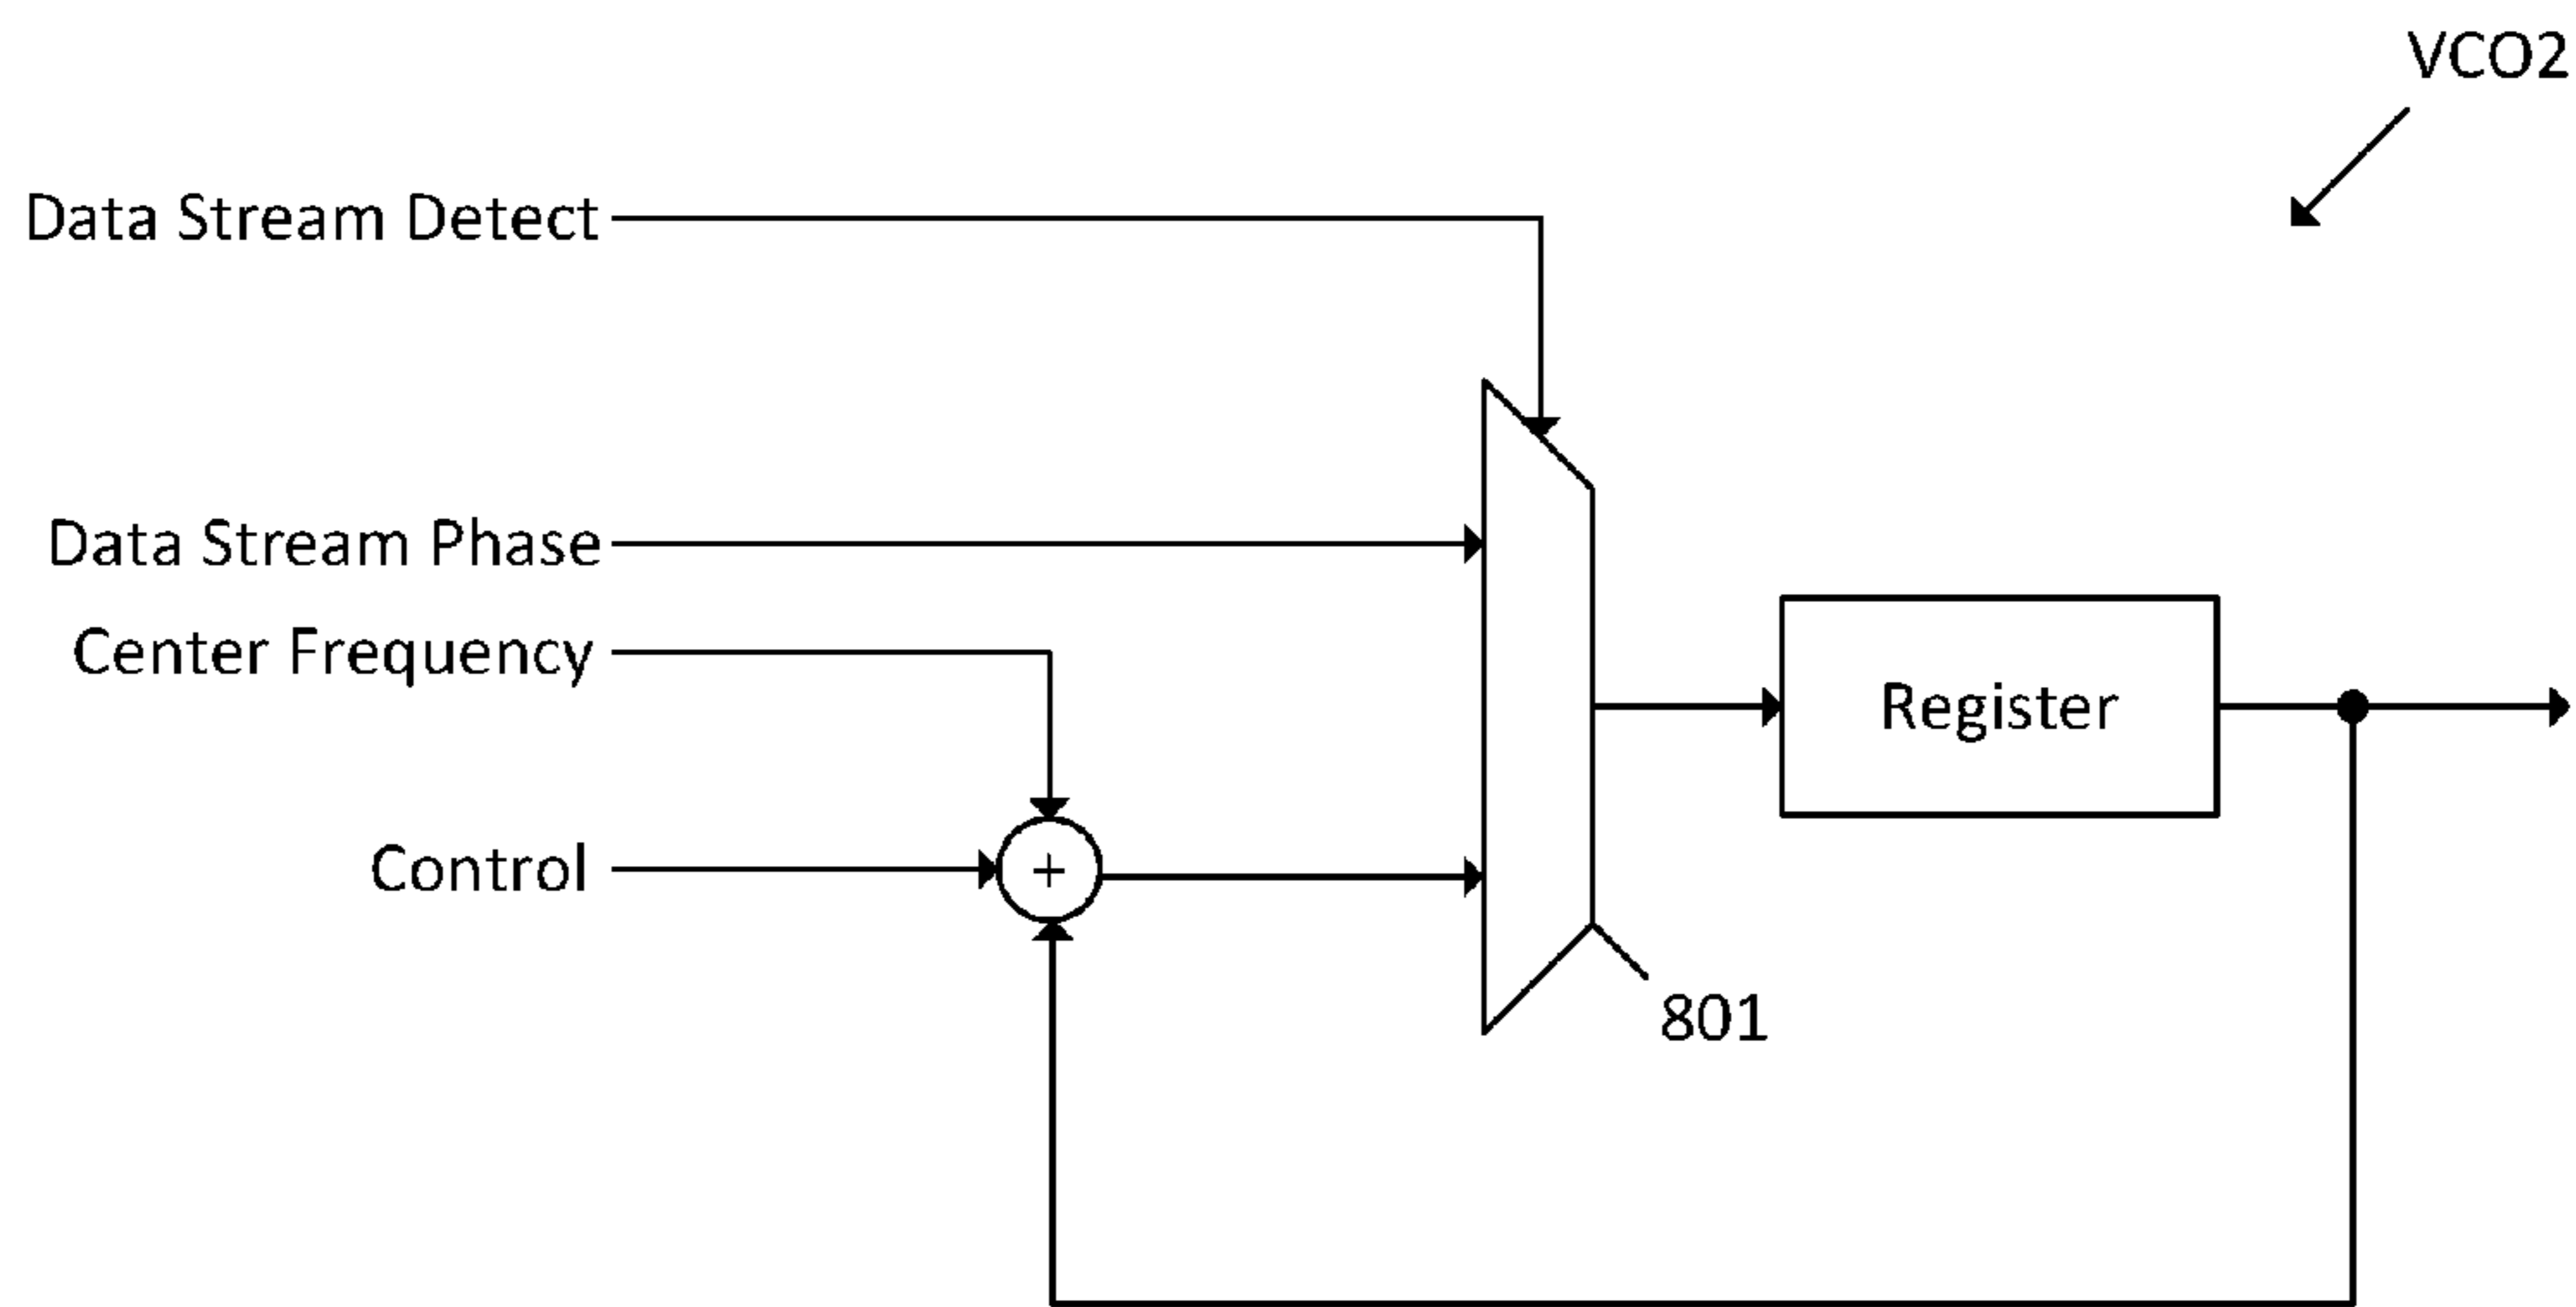 VCO2
Data Stream Detect
Data Stream Phase
Center Frequency
Register
Control
+
801